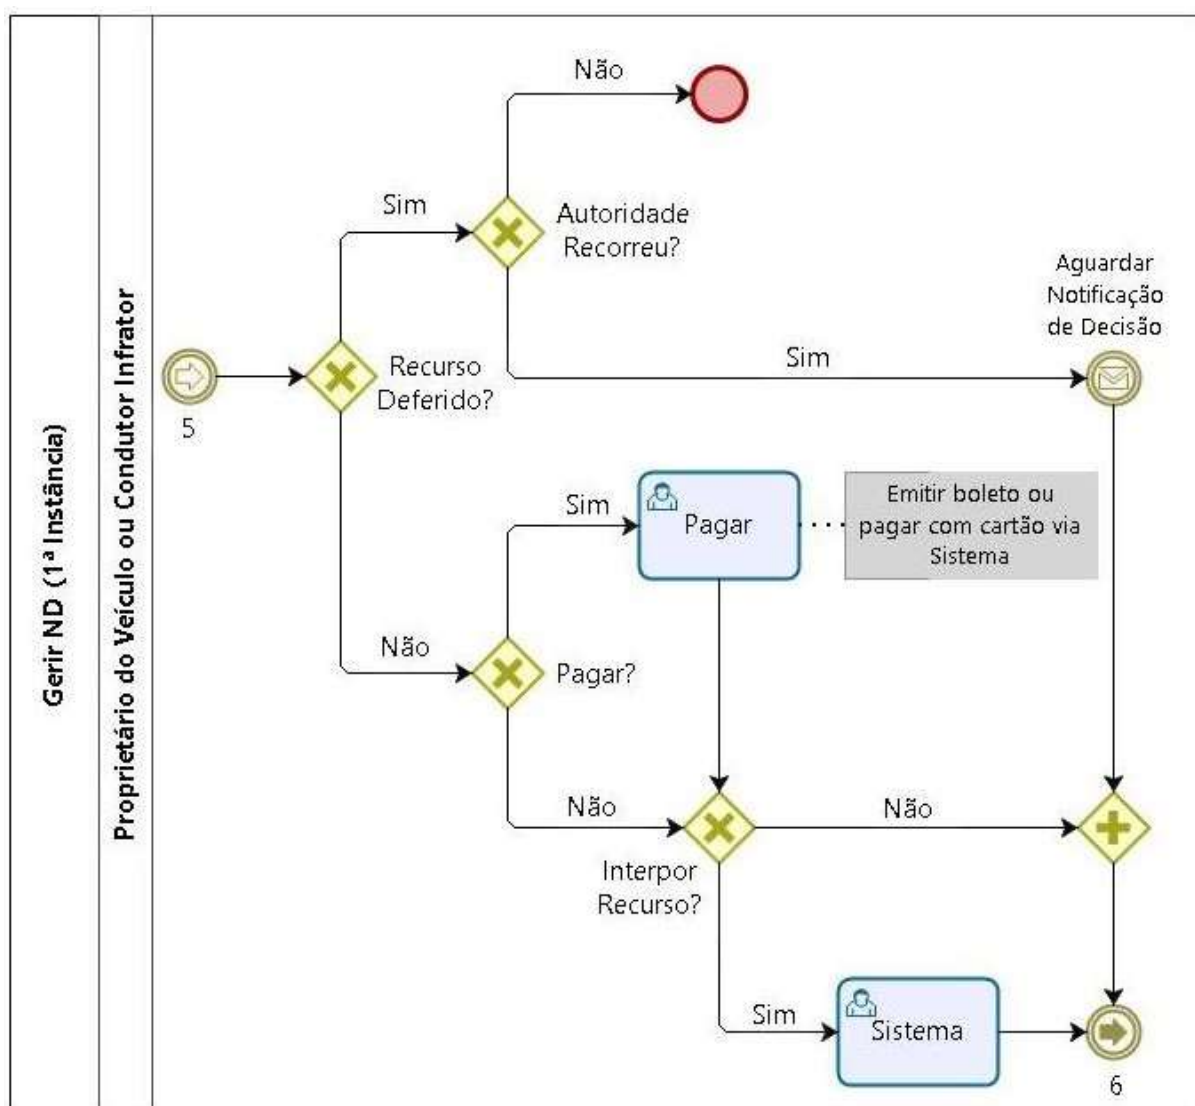 Gerir ND (1ª Instância)
Proprietário do Veículo ou Condutor Infrator
Não
Sim
Autoridade
Recorreu?
Aguardar
Notificação
de Decisão
Sim
Recurso
Deferido?
5
Sim
Pagar
Emitir boleto ou
pagar com cartão via
Sistema
Não
Pagar?
Não
Não
Interpor
Recurso?
Sim
Sistema
6